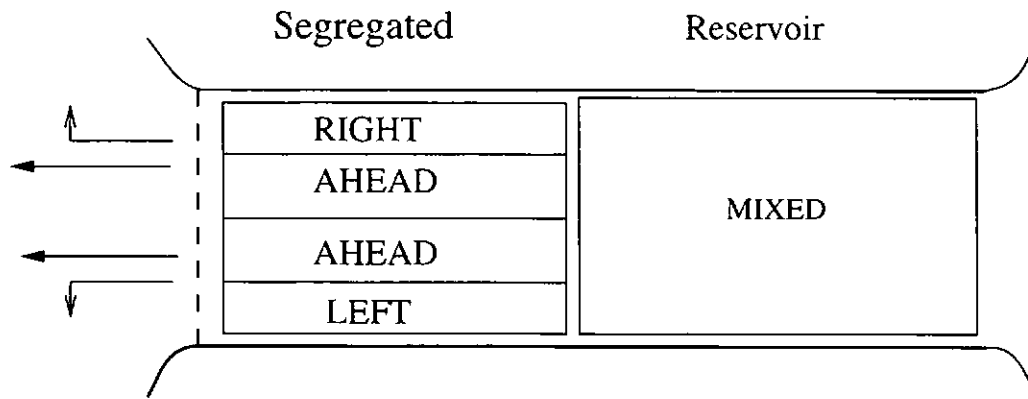 Segregated
Reservoir
RIGHT
AHEAD
AHEAD
LEFT
MIXED